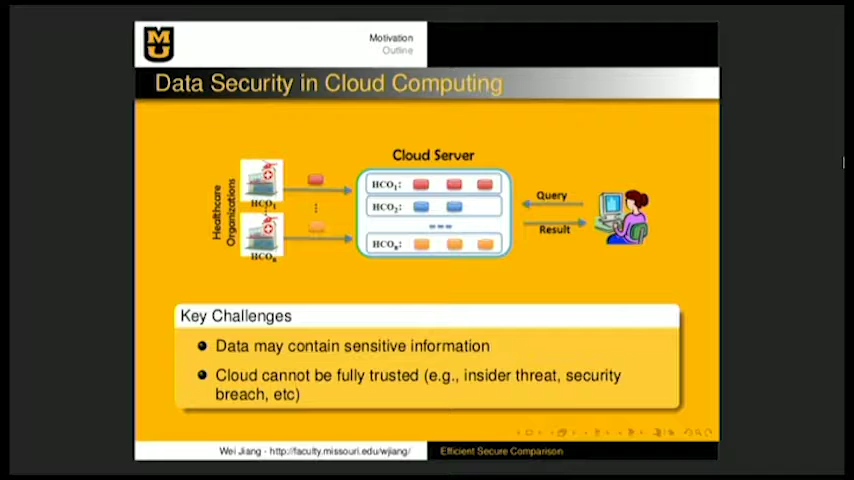 MU
Motivation
Outline
Data Security in Cloud Computing
Cloud Server
Healthcare
Organizations
HCO1
HCOn
HCO1:
HCO2:
HCOn:
Query
Result
Key Challenges
Data may contain sensitive information
Cloud cannot be fully trusted (e.g., insider threat, security
breach, etc)
Wei Jiang - http://faculty.missouri.edu/wjiang/
Efficient Secure Comparison